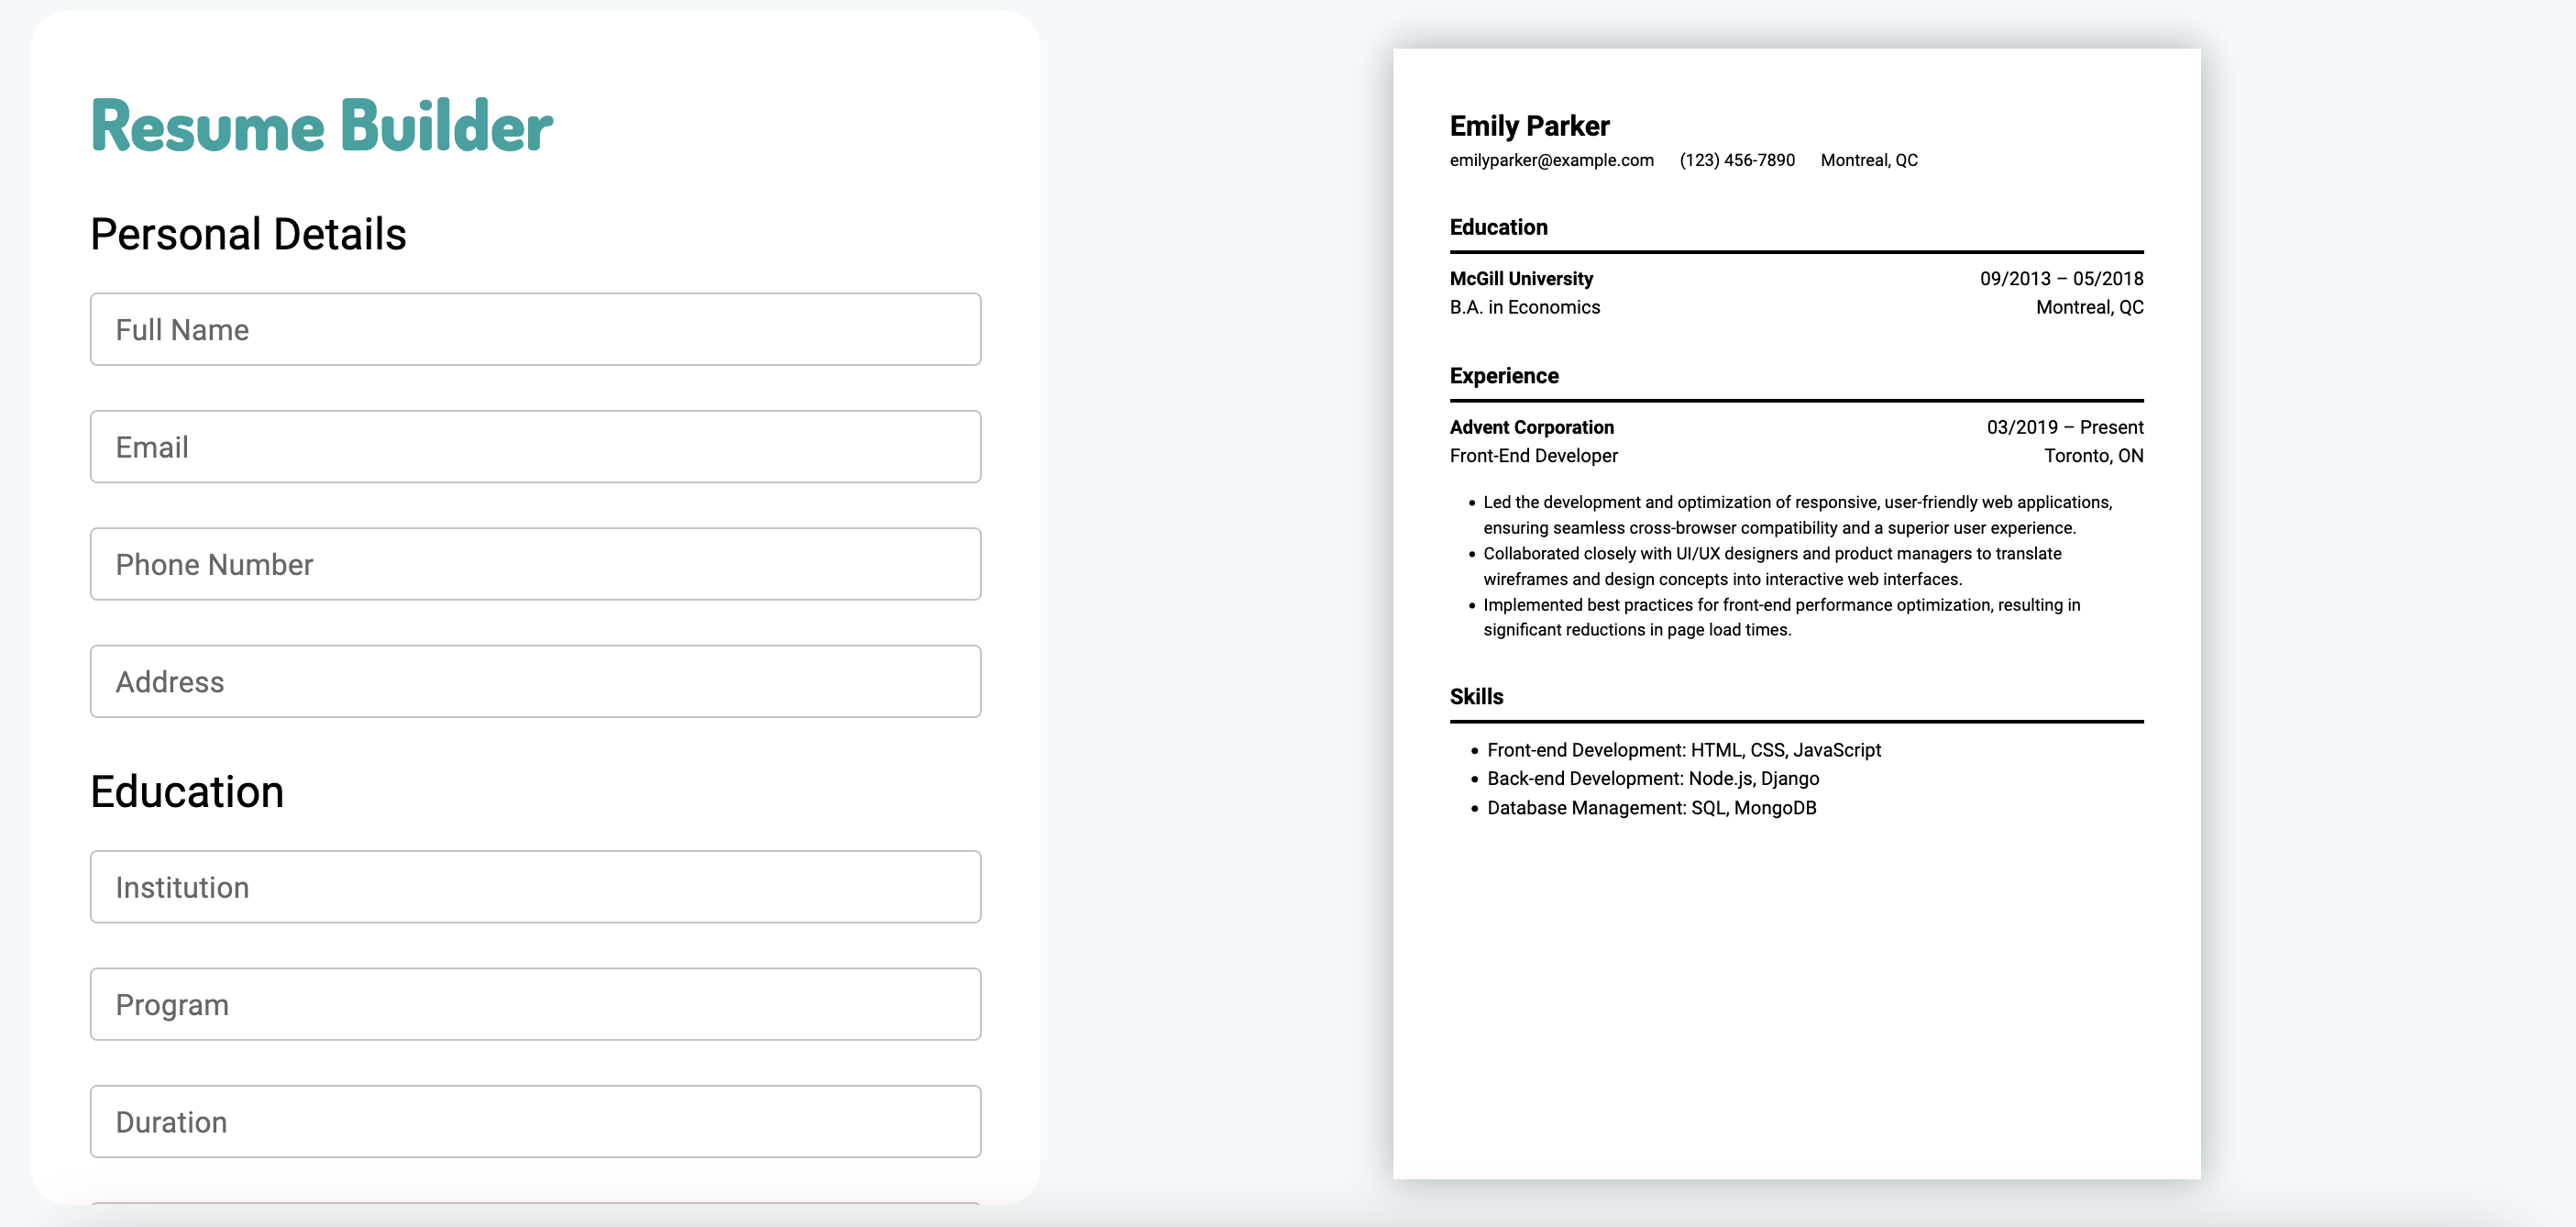 Resume Builder
Personal Details
Full Name
Email
Phone Number
Address
Education
Institution
Program
Duration
Emily Parker
emilyparker@example.com (123) 456-7890 Montreal, QC
Education
McGill University 09/2013 – 05/2018
B.A. in Economics Montreal, QC
Experience
Advent Corporation 03/2019 – Present
Front-End Developer Toronto, ON
• Led the development and optimization of responsive, user-friendly web applications,
ensuring seamless cross-browser compatibility and a superior user experience.
• Collaborated closely with UI/UX designers and product managers to translate
wireframes and design concepts into interactive web interfaces.
• Implemented best practices for front-end performance optimization, resulting in
significant reductions in page load times.
Skills
• Front-end Development: HTML, CSS, JavaScript
• Back-end Development: Node.js, Django
• Database Management: SQL, MongoDB